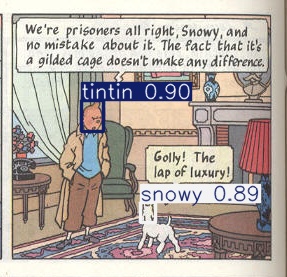 We're prisoners all right, Snowy, and
no mistake about it. The fact that it's
a gilded cage doesn't make any difference.
tintin 0.90
Golly! The
lap of luxury!
snowy 0.89